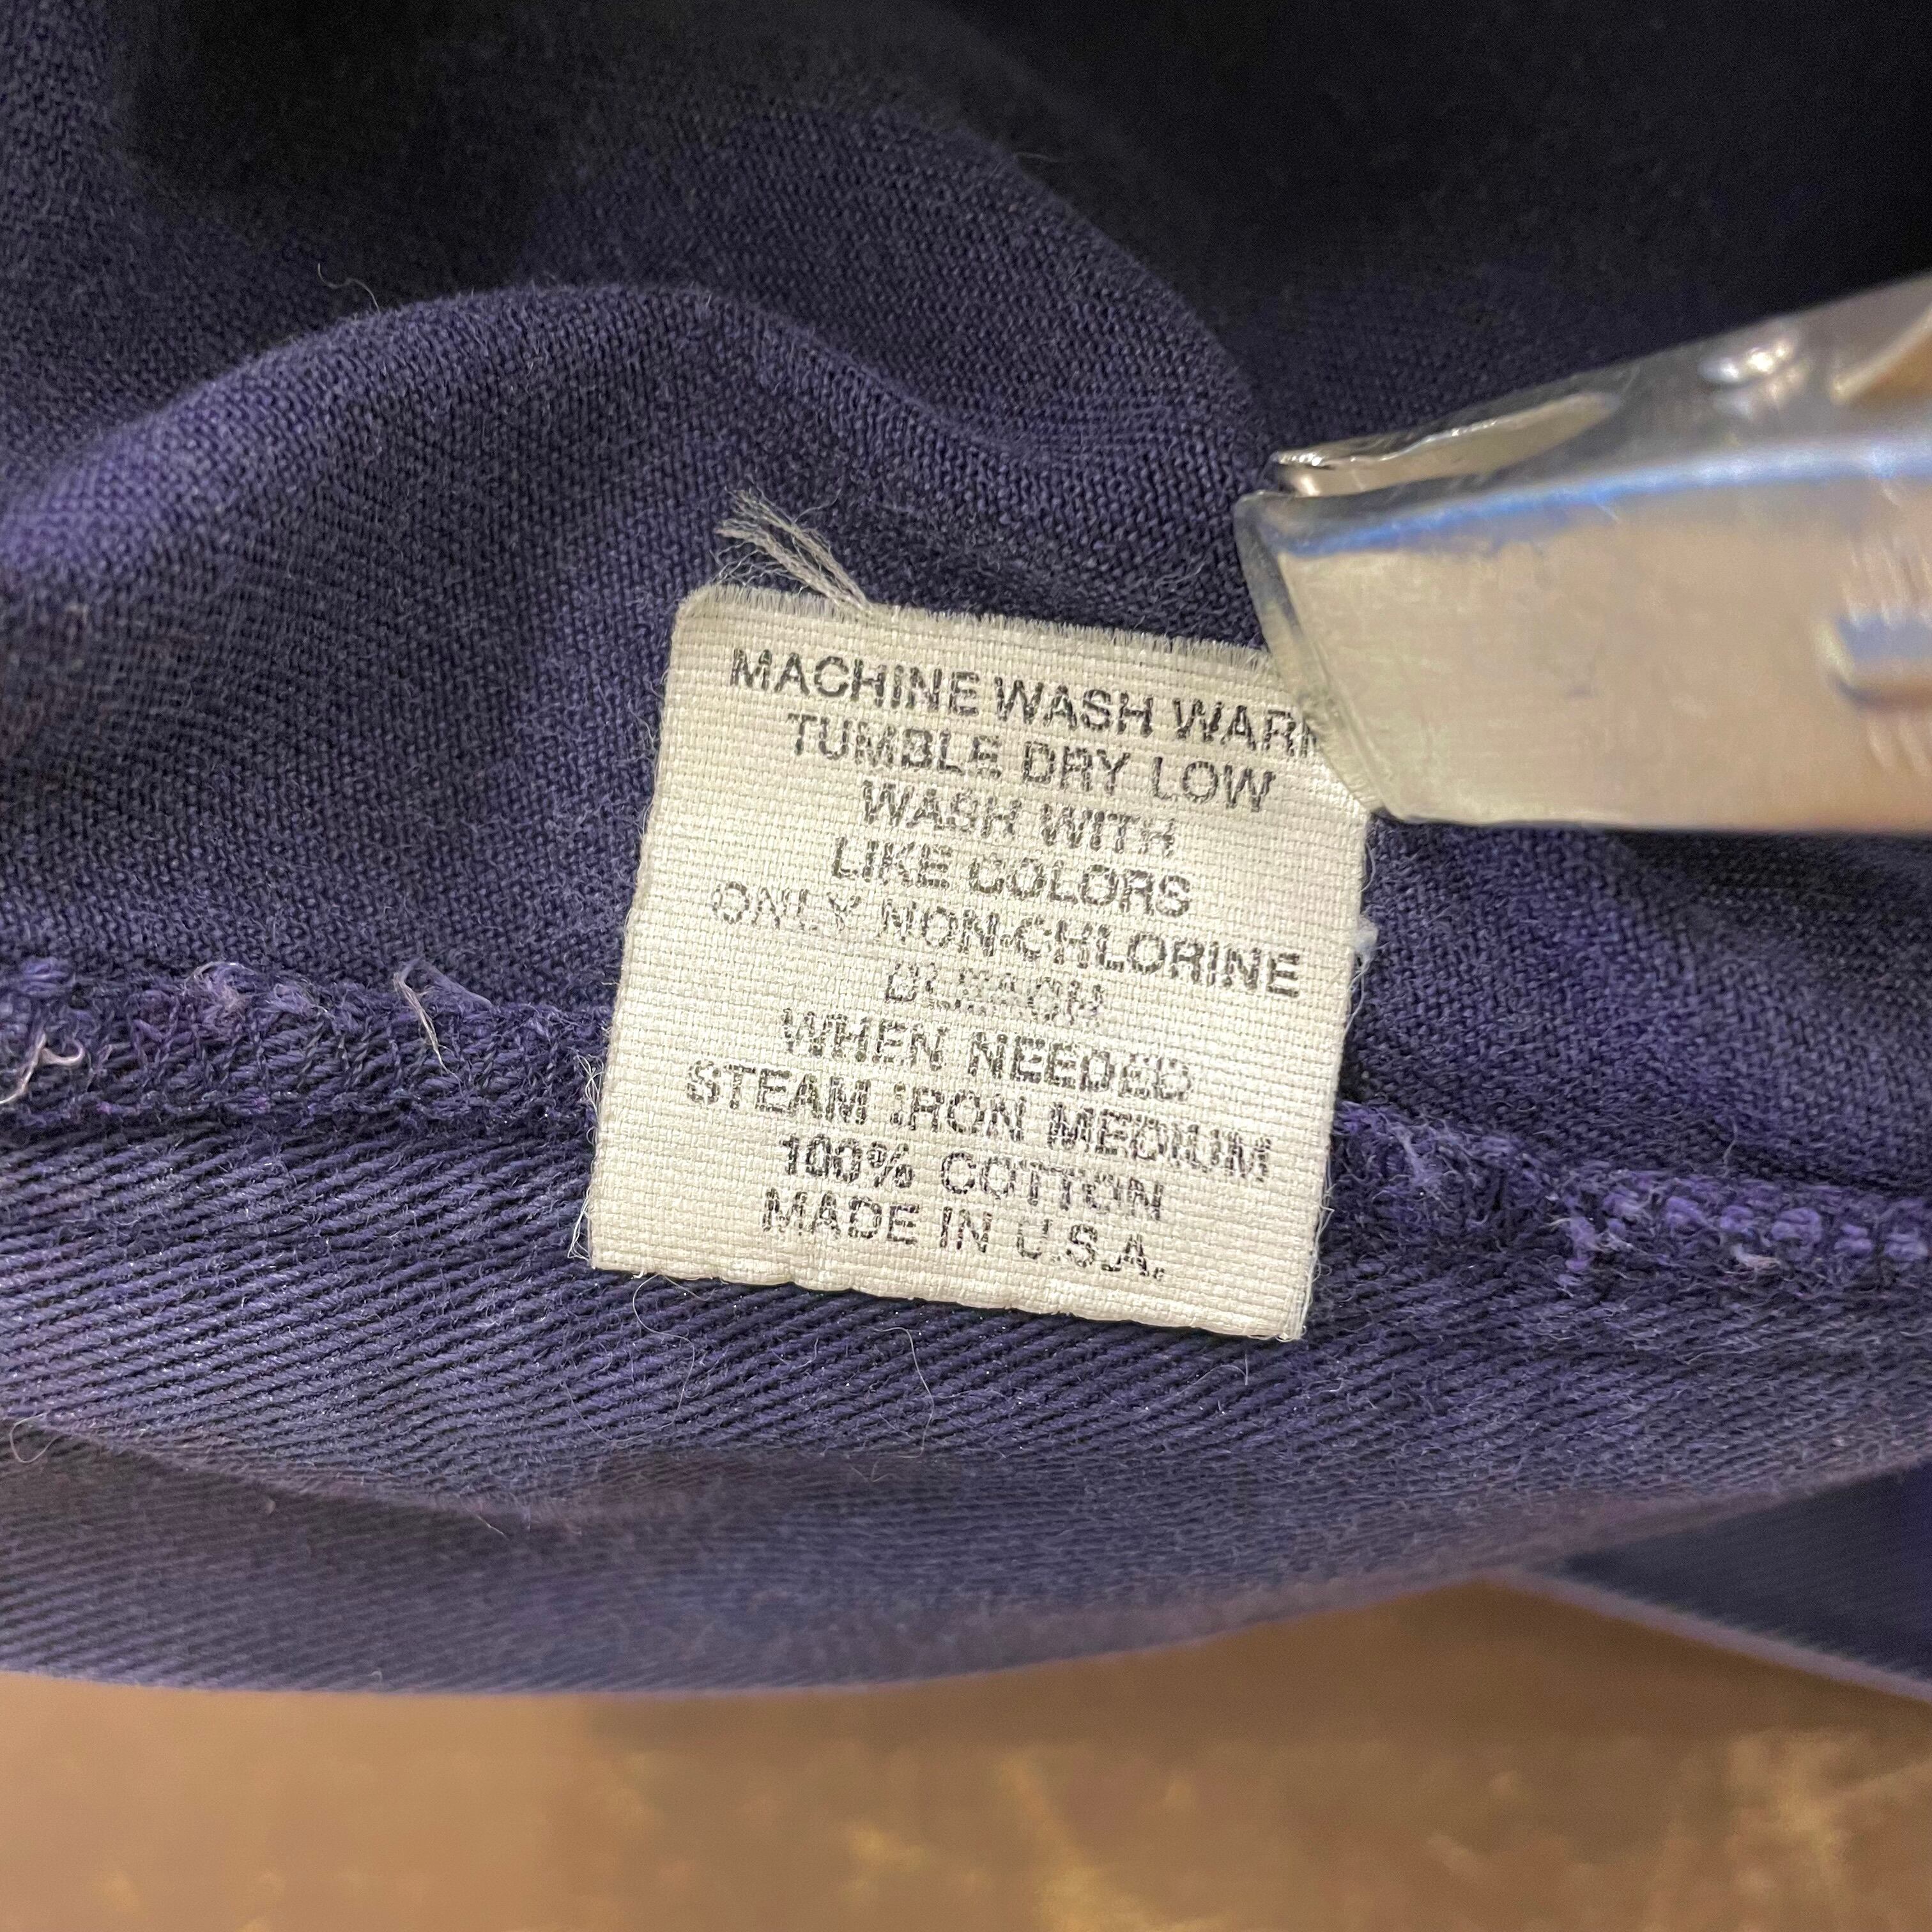 MACHINE WASH WARM
TUMBLE DRY LOW
WASH WITH
LIKE COLORS
ONLY NON-CHLORINE
BLEACH
WHEN NEEDED
STEAM IRON MEDIUM
100% COTTON
MADE IN U.S.A.